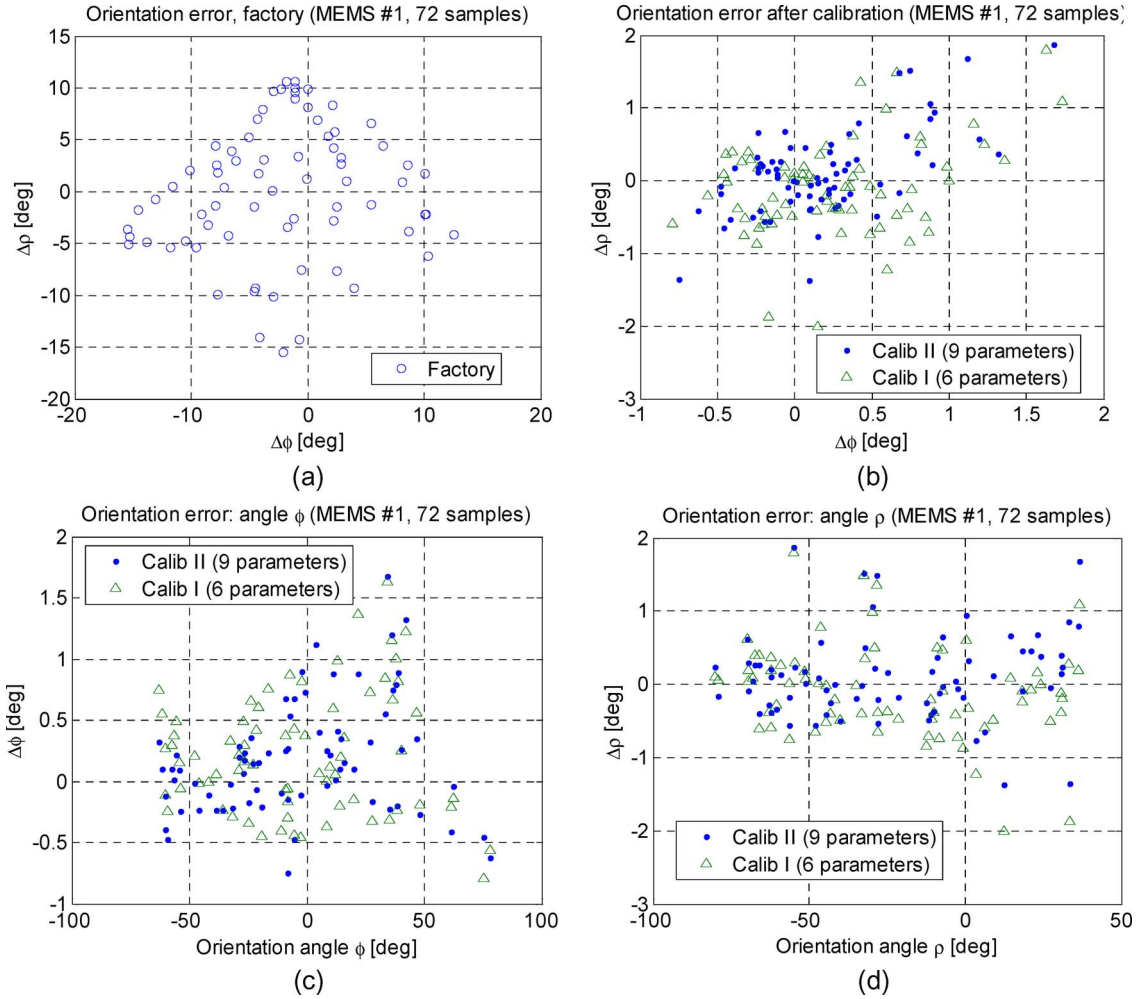 Orientation error, factory (MEMS #1, 72 samples)
20
15
10
5
0
-5
-10
-15
-20
Δρ [deg]
Factory
-20
-10
0
10
20
Δϕ [deg]
(a)
Orientation error after calibration (MEMS #1, 72 samples)
2
1
0
-1
-2
-3
Δρ [deg]
Calib II (9 parameters)
Calib I (6 parameters)
-1
-0.5
0
0.5
1
1.5
2
Δϕ [deg]
(b)
Orientation error: angle ϕ (MEMS #1, 72 samples)
2
1.5
1
0.5
0
-0.5
-1
Δϕ [deg]
Calib II (9 parameters)
Calib I (6 parameters)
-100
-50
0
50
100
Orientation angle ϕ [deg]
(c)
Orientation error: angle ρ (MEMS #1, 72 samples)
2
1
0
-1
-2
-3
Δρ [deg]
Calib II (9 parameters)
Calib I (6 parameters)
-100
-50
0
50
Orientation angle ρ [deg]
(d)